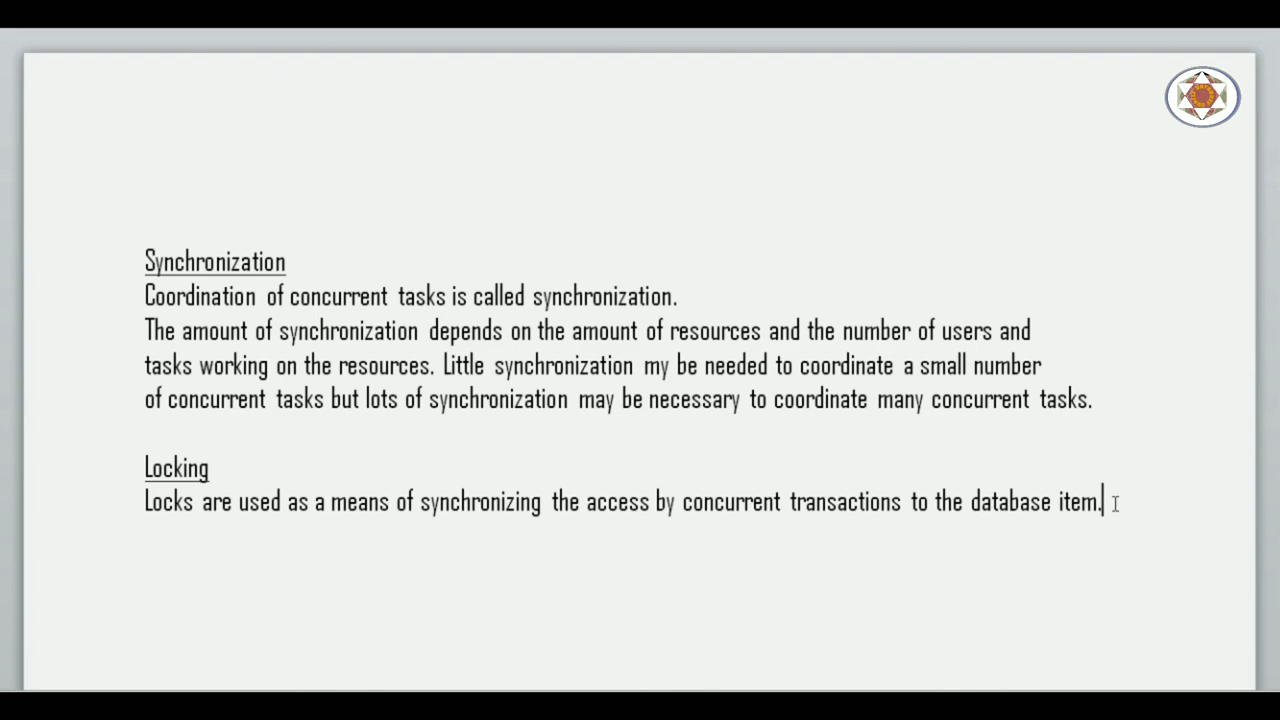 Synchronization
Coordination of concurrent tasks is called synchronization.
The amount of synchronization depends on the amount of resources and the number of users and
tasks working on the resources. Little synchronization my be needed to coordinate a small number
of concurrent tasks but lots of synchronization may be necessary to coordinate many concurrent tasks.
Locking
Locks are used as a means of synchronizing the access by concurrent transactions to the database item.